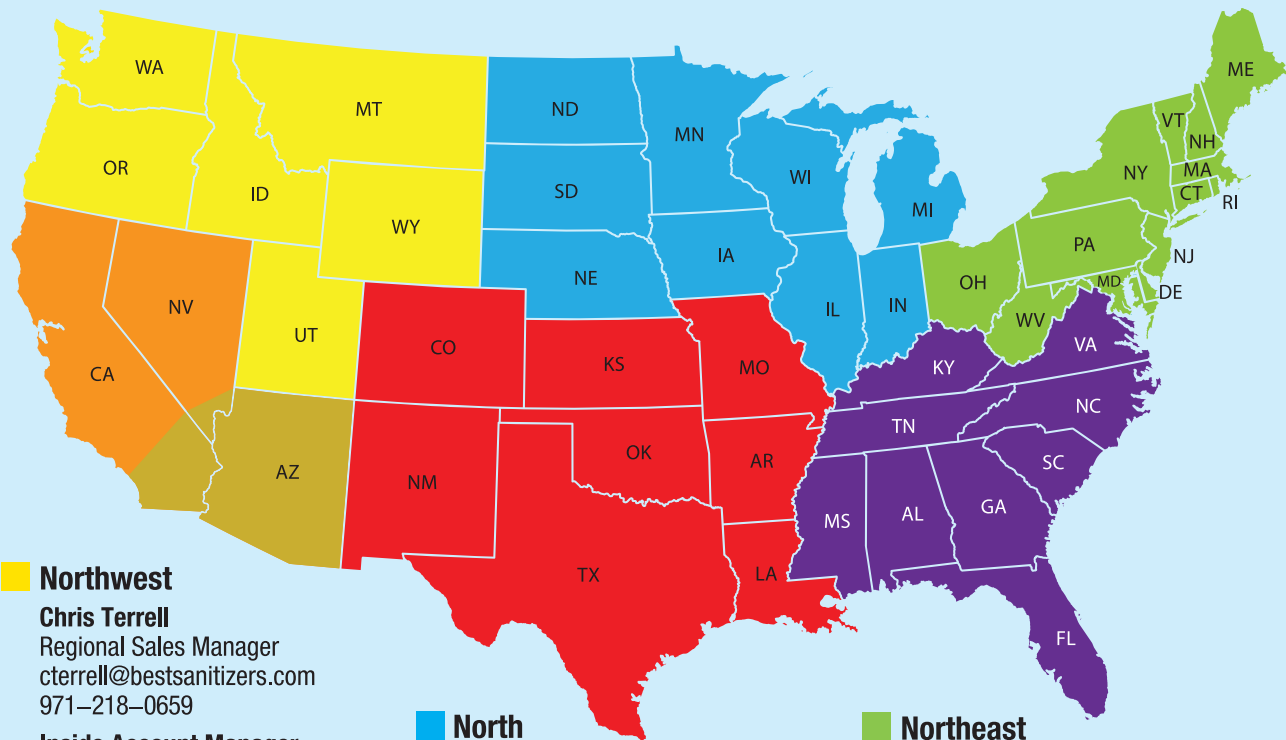 WA
MT
ND
MN
ME
VT
NH
OR
ID
SD
WI
MI
NY
MA
CT
RI
WY
NE
IA
PA
NJ
NV
UT
CO
KS
MO
IL
IN
OH
WV
MD
DE
CA
KY
VA
AZ
NM
OK
AR
TN
NC
SC
TX
LA
MS
AL
GA
FL
Northwest
Chris Terrell
Regional Sales Manager
cterrell@bestsanitizers.com
971–218–0659
Inside Account Manager
North
Northeast